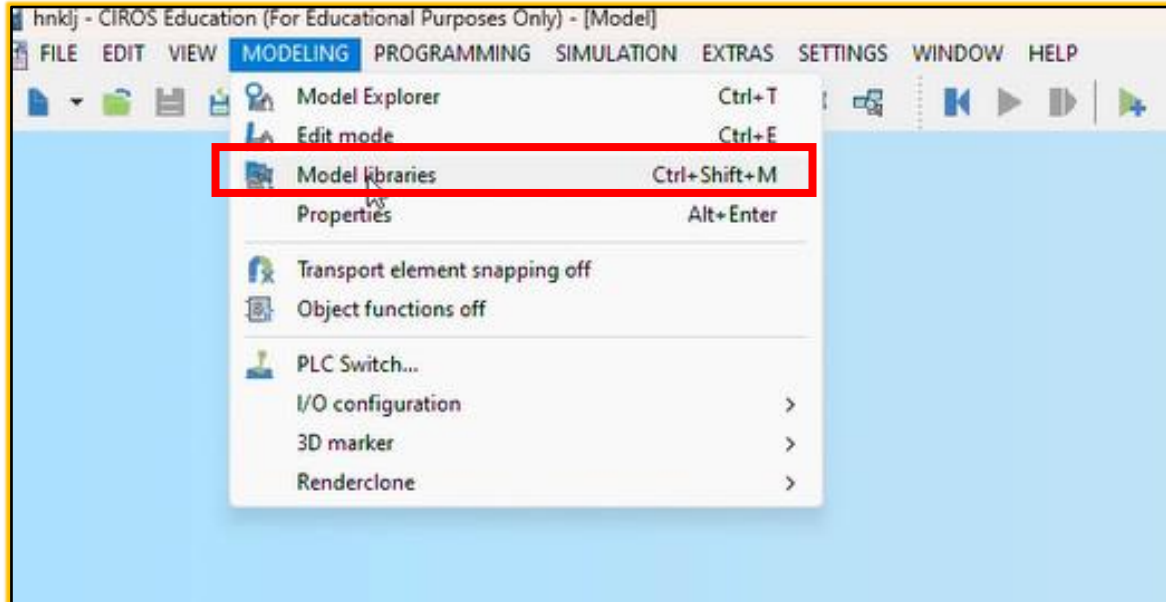 hnklj - CIROS Education (For Educational Purposes Only) - [Model]
FILE EDIT VIEW MODELING PROGRAMMING SIMULATION EXTRAS SETTINGS WINDOW HELP
Model Explorer Ctrl+T
Edit mode Ctrl+E
Model libraries Ctrl+Shift+M
Properties Alt+Enter
Transport element snapping off
Object functions off
PLC Switch...
I/O configuration
3D marker
Renderclone